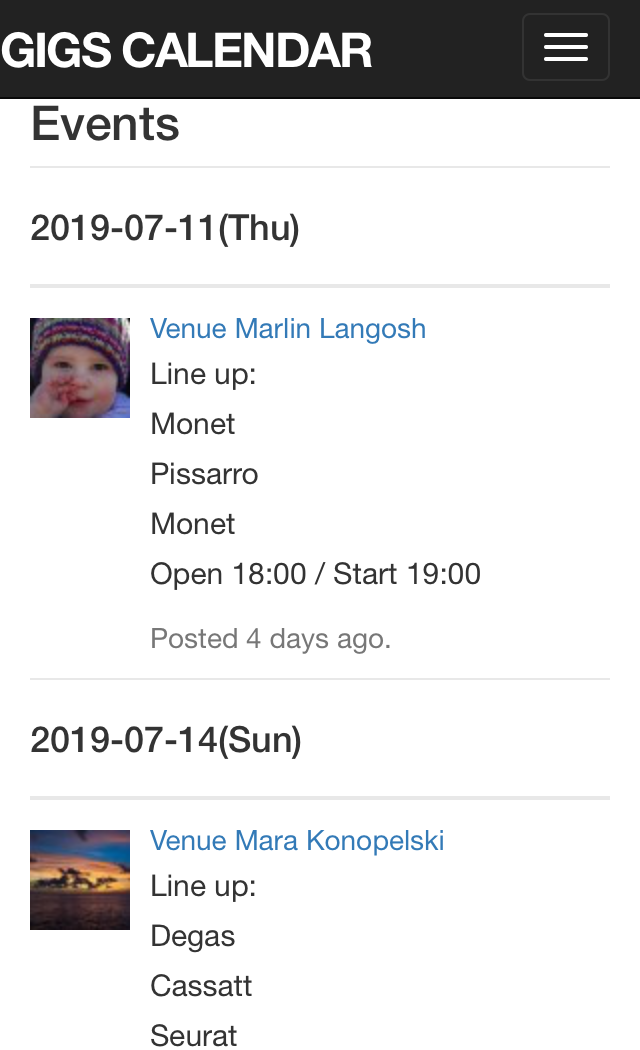 GIGS CALENDAR
Events
2019-07-11(Thu)
Venue Marlin Langosh
Line up:
Monet
Pissarro
Monet
Open 18:00 / Start 19:00
Posted 4 days ago.
2019-07-14(Sun)
Venue Mara Konopelski
Line up:
Degas
Cassatt
Seurat